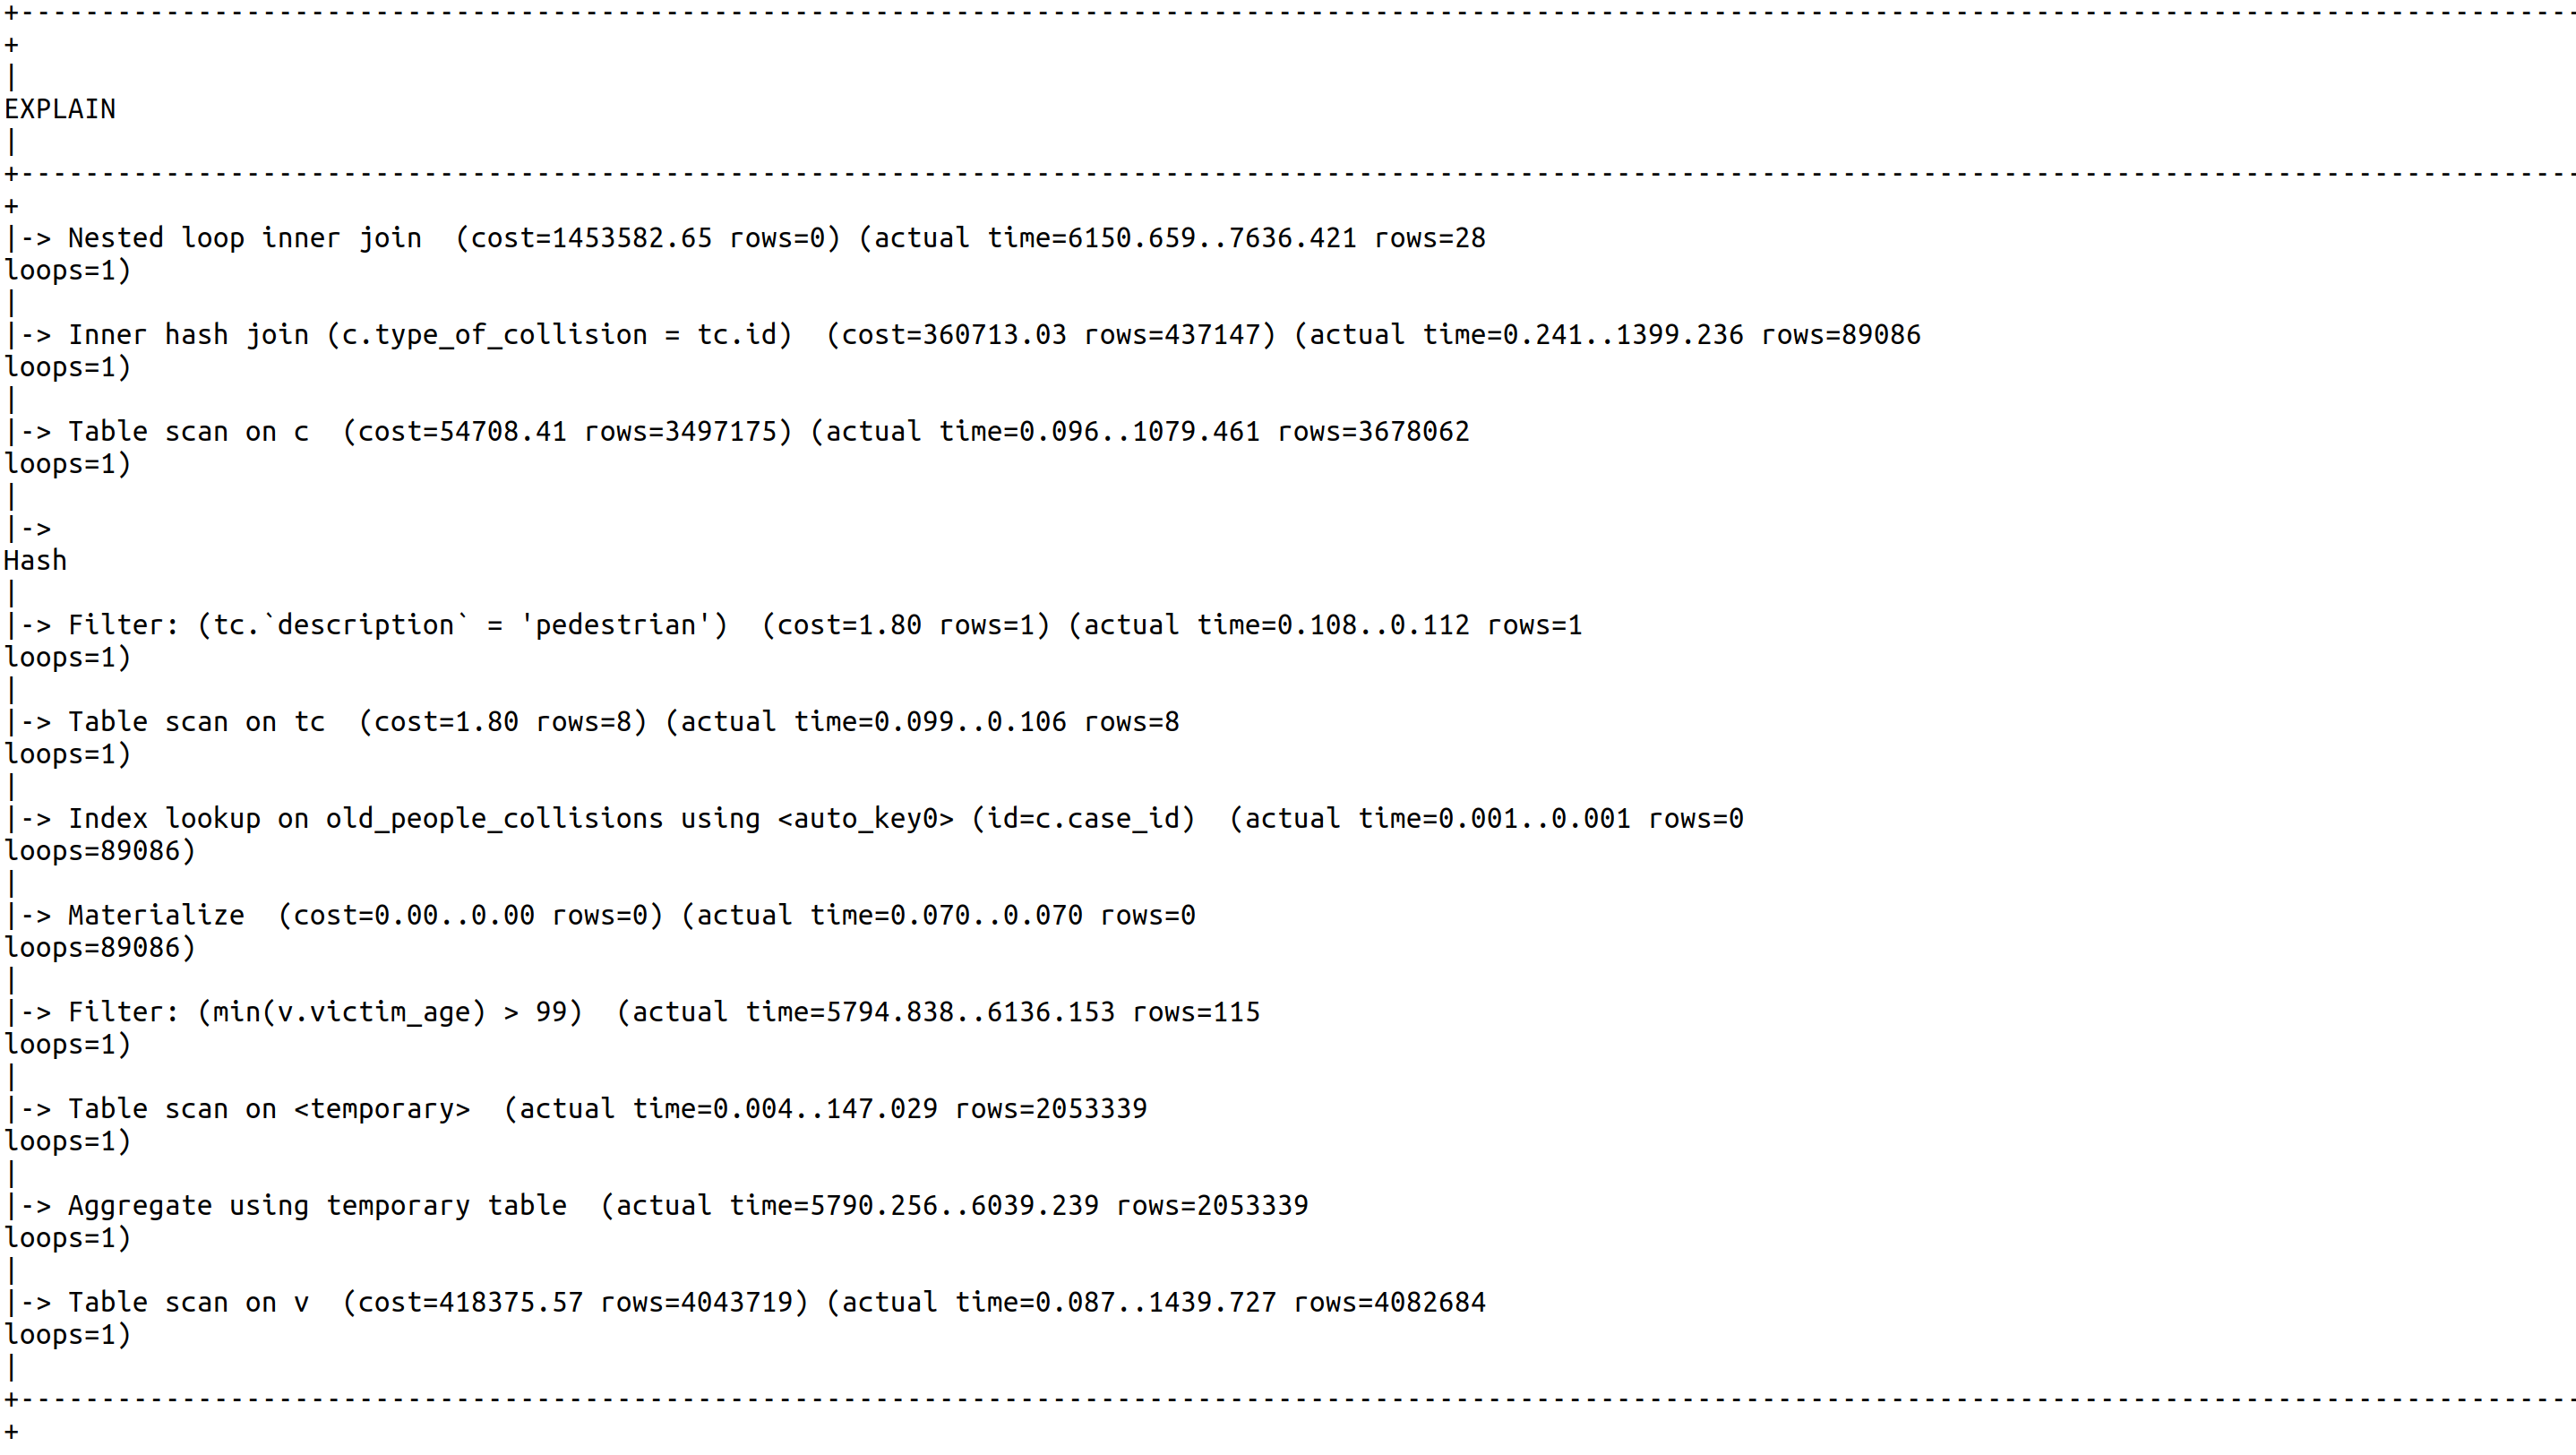 +----------------------------------------------------------------------------------------------------------------------------------------------------------------
+
|
EXPLAIN
|
+----------------------------------------------------------------------------------------------------------------------------------------------------------------
+
|-> Nested loop inner join  (cost=1453582.65 rows=0) (actual time=6150.659..7636.421 rows=28
loops=1)
|
|-> Inner hash join (c.type_of_collision = tc.id)  (cost=360713.03 rows=437147) (actual time=0.241..1399.236 rows=89086
loops=1)
|
|-> Table scan on c  (cost=54708.41 rows=3497175) (actual time=0.096..1079.461 rows=3678062
loops=1)
|
|->
Hash
|
|-> Filter: (tc.`description` = 'pedestrian')  (cost=1.80 rows=1) (actual time=0.108..0.112 rows=1
loops=1)
|
|-> Table scan on tc  (cost=1.80 rows=8) (actual time=0.099..0.106 rows=8
loops=1)
|
|-> Index lookup on old_people_collisions using <auto_key0> (id=c.case_id)  (actual time=0.001..0.001 rows=0
loops=89086)
|
|-> Materialize  (cost=0.00..0.00 rows=0) (actual time=0.070..0.070 rows=0
loops=89086)
|
|-> Filter: (min(v.victim_age) > 99)  (actual time=5794.838..6136.153 rows=115
loops=1)
|
|-> Table scan on <temporary>  (actual time=0.004..147.029 rows=2053339
loops=1)
|
|-> Aggregate using temporary table  (actual time=5790.256..6039.239 rows=2053339
loops=1)
|
|-> Table scan on v  (cost=418375.57 rows=4043719) (actual time=0.087..1439.727 rows=4082684
loops=1)
|
+----------------------------------------------------------------------------------------------------------------------------------------------------------------
+